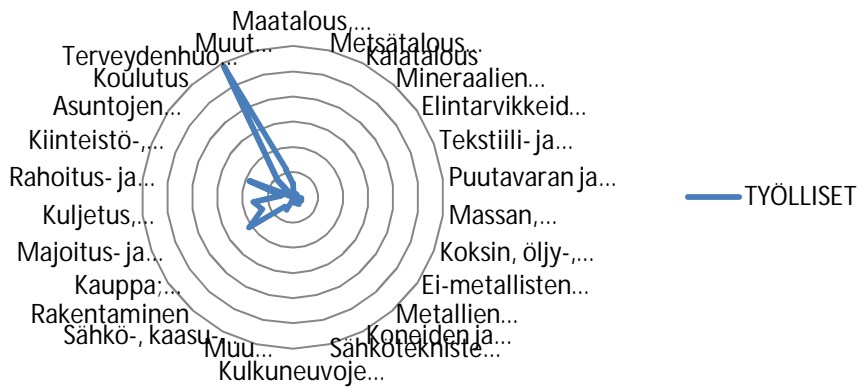 Maatalous,...
Metsätalous...
Kalatalous
Mineraalien...
Elintarvikkeid...
Tekstiili- ja...
Puutavaran ja...
Massan,...
Koksin, öljy-,...
Ei-metallisten...
Metallien...
Koneiden ja...
Sähkötekniste...
Kulkuneuvoje...
Muu...
Sähkö-, kaasu-,...
Rakentaminen
Kauppa;...
Majoitus- ja...
Kuljetus,...
Rahoitus- ja...
Kiinteistö-,...
Asuntojen...
Koulutus
Terveydenhuo...
Muut...
TYÖLLISET